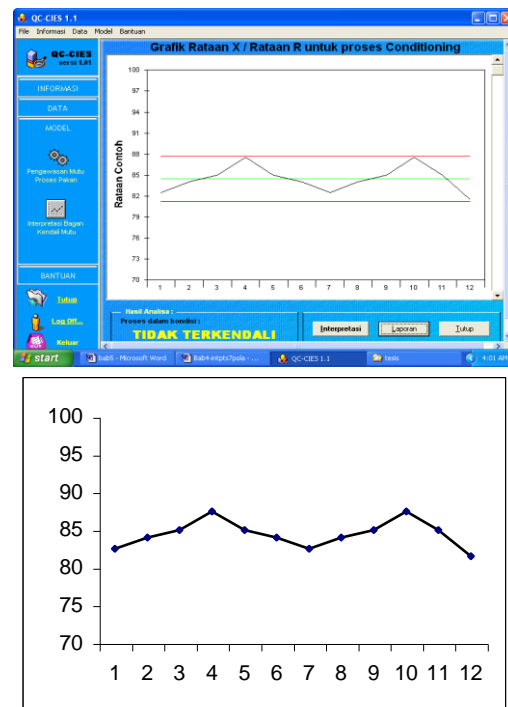 QC-CIES 1.1
File Informasi Data Model Bantuan
QC-CIES
versi 1.01
INFORMASI
DATA
MODEL
Pengawasan Mutu
Proses Pakan
Interpretasi Bagan
Kendali Mutu
BANTUAN
Tutup
Log Off...
Keluar
Grafik Rataan X / Rataan R untuk proses Conditioning
Rataan Contoh
100
97
94
91
88
85
82
79
76
73
70
1 2 3 4 5 6 7 8 9 10 11 12
Hasil Analisa :
Proses dalam kondisi :
TIDAK TERKENDALI
Interpretasi Laporan Tutup
start bab5 - Microsoft Word Bab4-intpts7pola - ... QC-CIES 1.1 tesis 4:01 AM
100
95
90
85
80
75
70
1 2 3 4 5 6 7 8 9 10 11 12